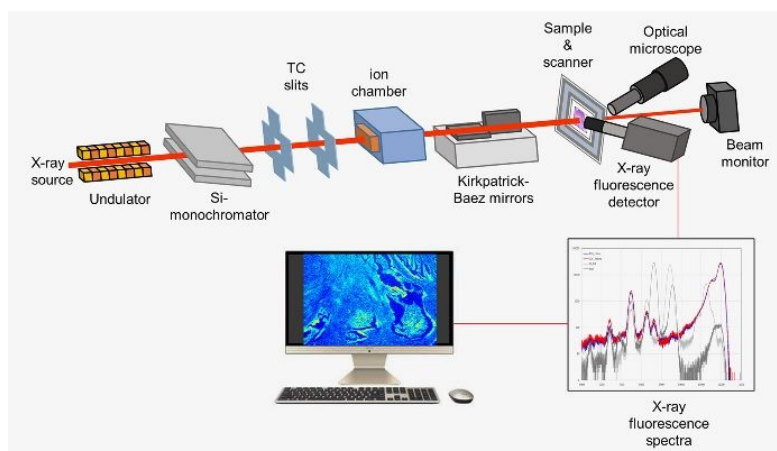 Sample
&
scanner
Optical
microscope
TC
slits
ion
chamber
X-ray
source
Undulator
Si-
monochromator
Kirkpatrick-
Baez mirrors
X-ray
fluorescence
detector
Beam
monitor
X-ray
fluorescence
spectra